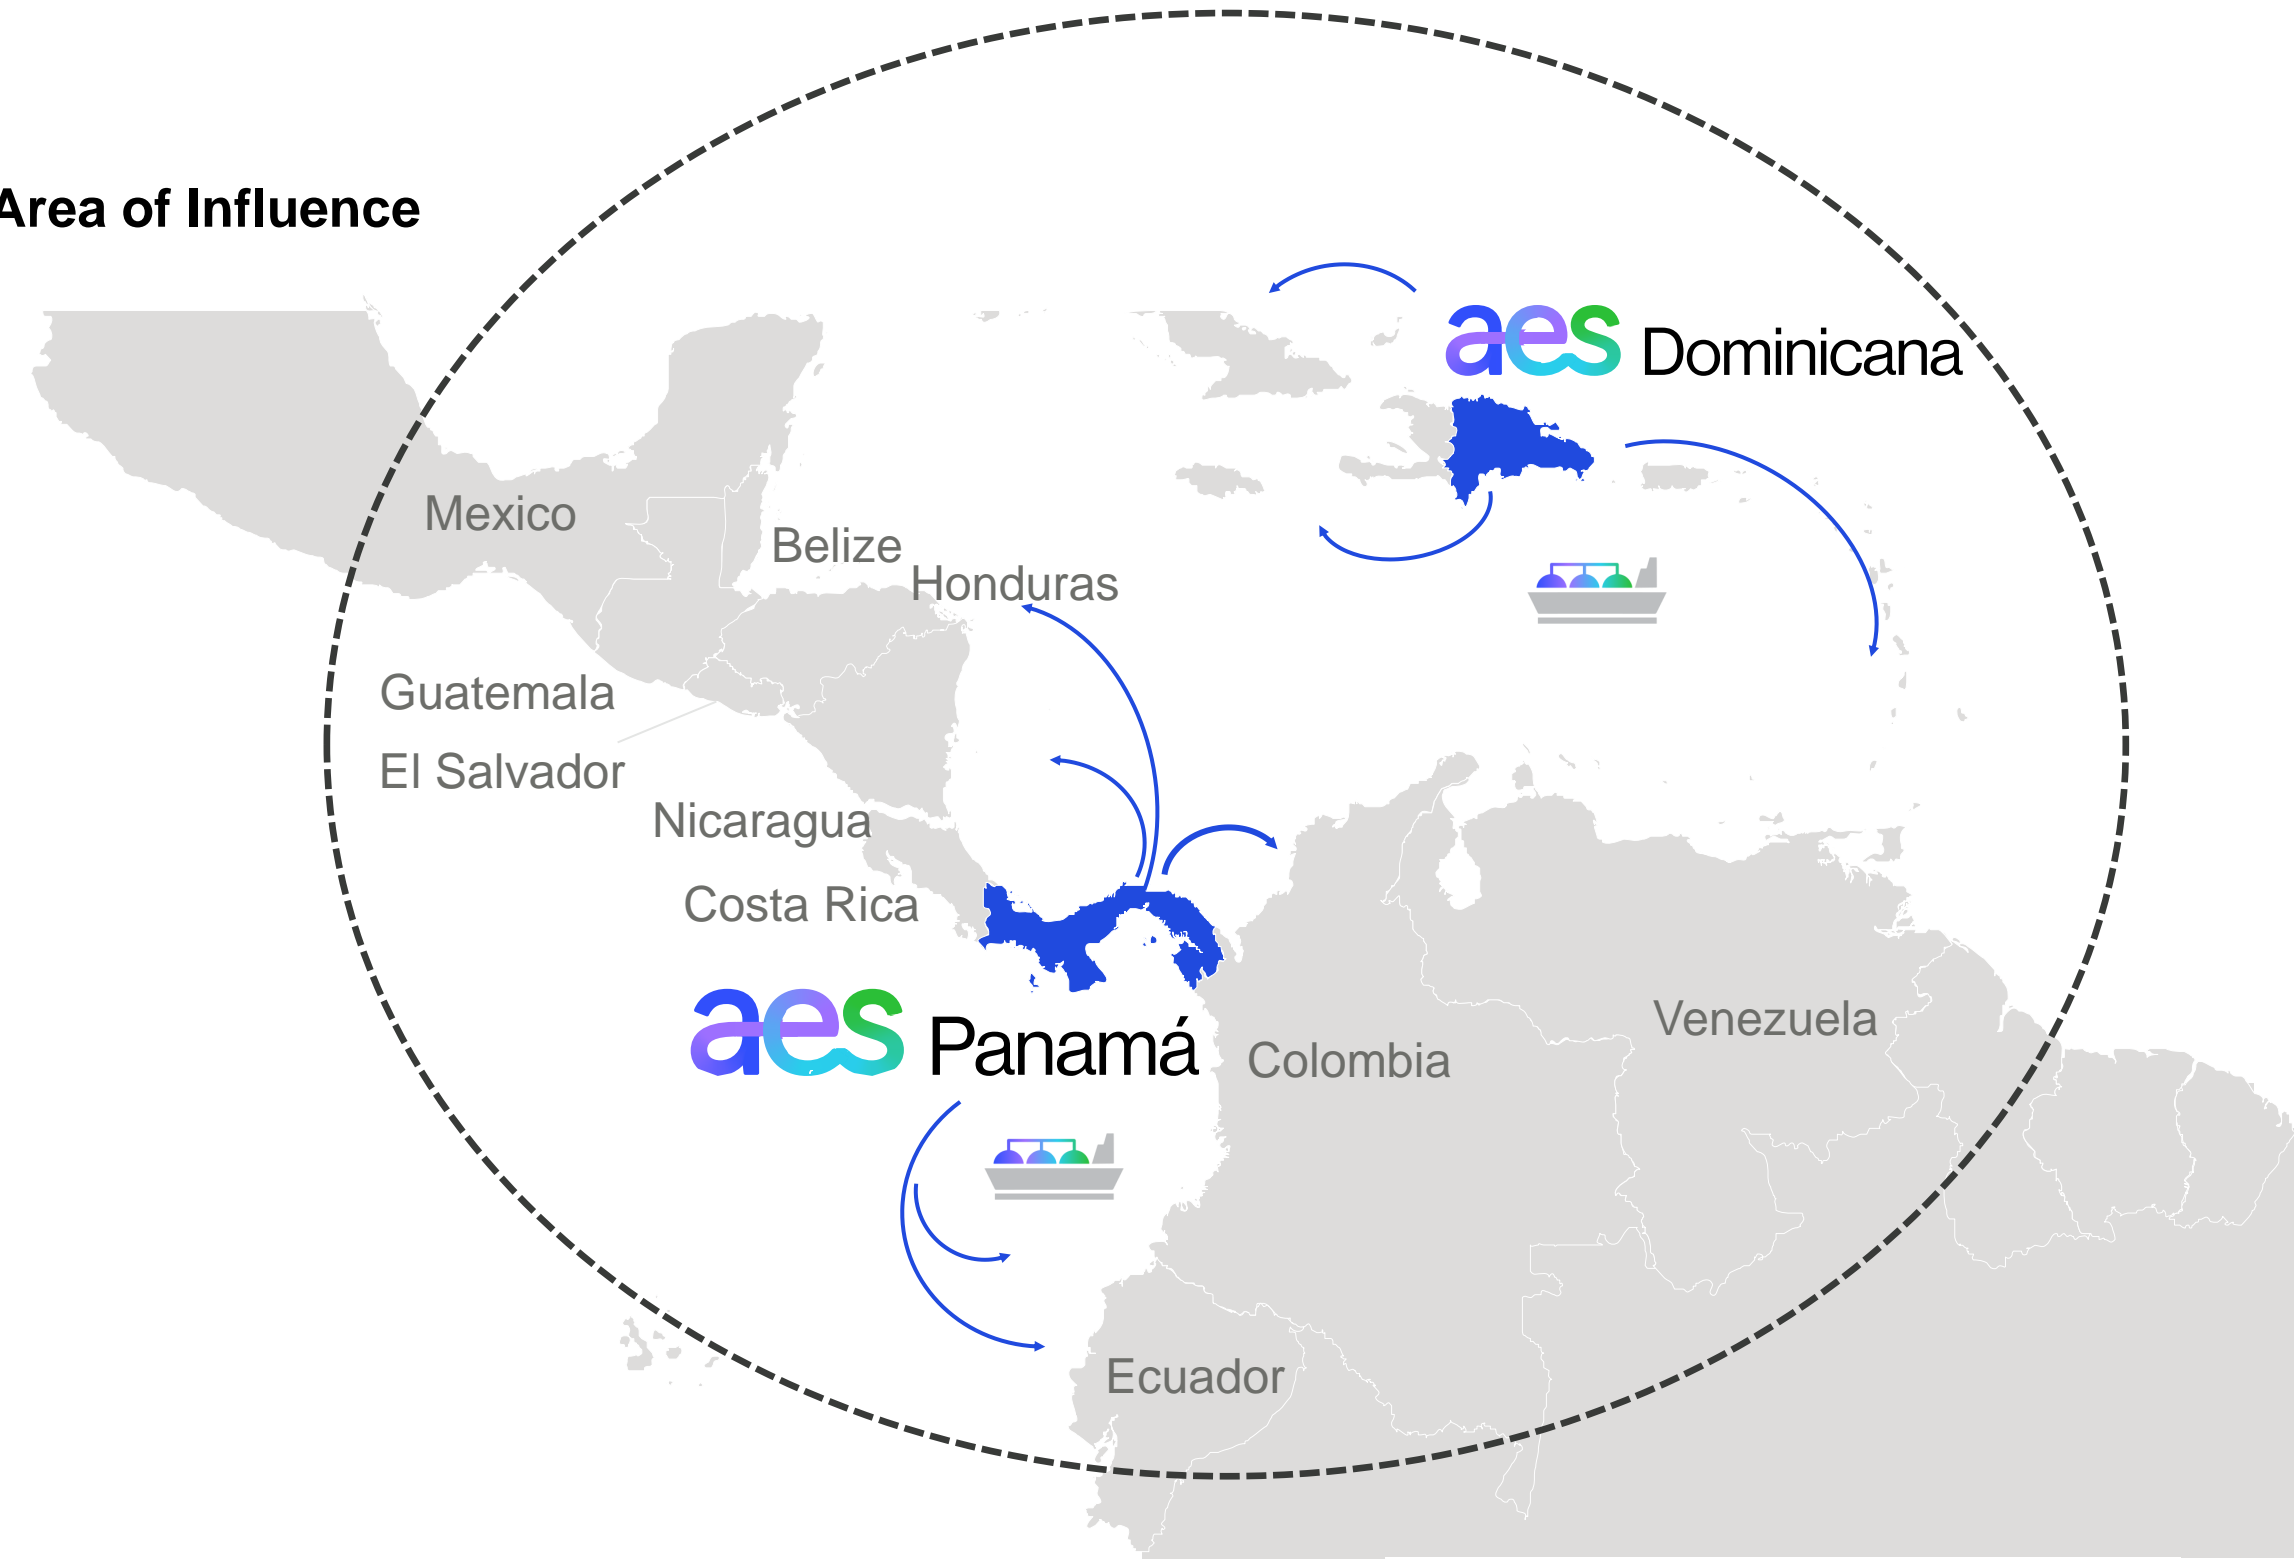 Area of Influence
aes Dominicana
Mexico
Belize
Honduras
Guatemala
El Salvador
Nicaragua
Costa Rica
aes Panamá
Venezuela
Colombia
Ecuador